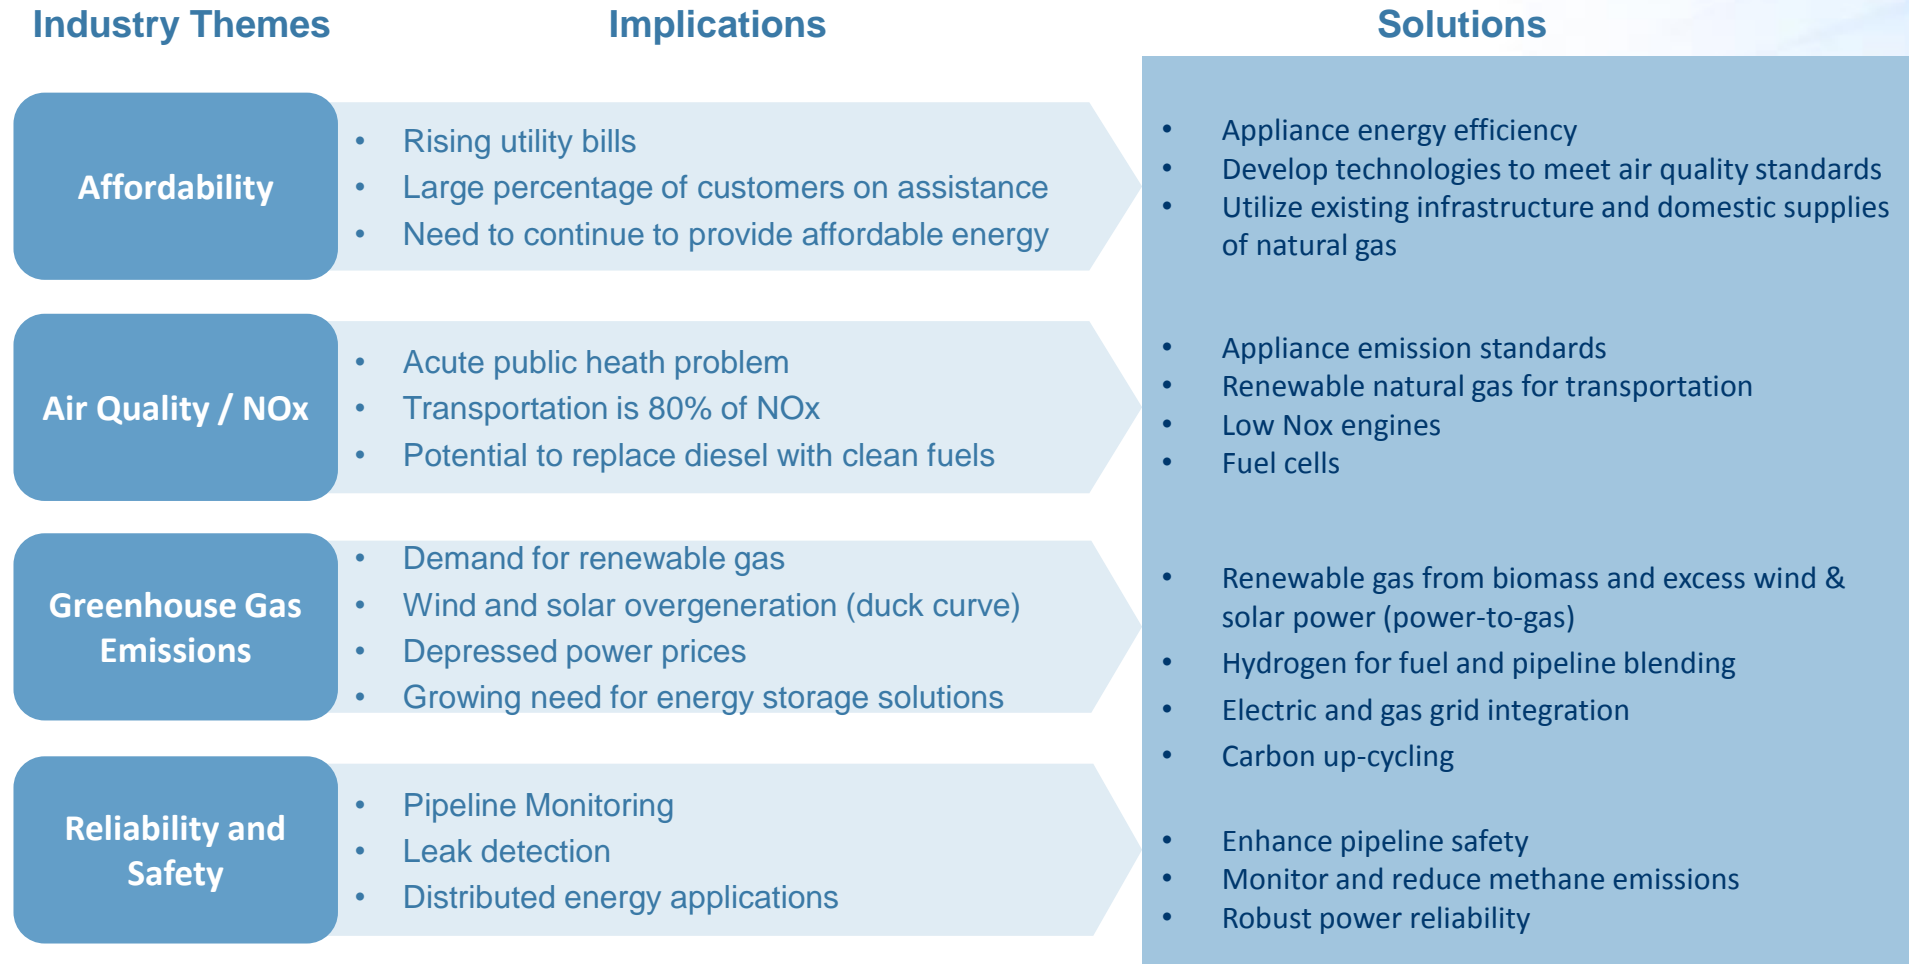 Industry Themes
Implications
Solutions
Affordability
• Rising utility bills
• Large percentage of customers on assistance
• Need to continue to provide affordable energy
• Appliance energy efficiency
• Develop technologies to meet air quality standards
• Utilize existing infrastructure and domestic supplies
of natural gas
Air Quality / NOx
• Acute public heath problem
• Transportation is 80% of NOx
• Potential to replace diesel with clean fuels
• Appliance emission standards
• Renewable natural gas for transportation
• Low Nox engines
• Fuel cells
Greenhouse Gas
Emissions
• Demand for renewable gas
• Wind and solar overgeneration (duck curve)
• Depressed power prices
• Growing need for energy storage solutions
• Renewable gas from biomass and excess wind &
solar power (power-to-gas)
• Hydrogen for fuel and pipeline blending
• Electric and gas grid integration
• Carbon up-cycling
Reliability and
Safety
• Pipeline Monitoring
• Leak detection
• Distributed energy applications
• Enhance pipeline safety
• Monitor and reduce methane emissions
• Robust power reliability